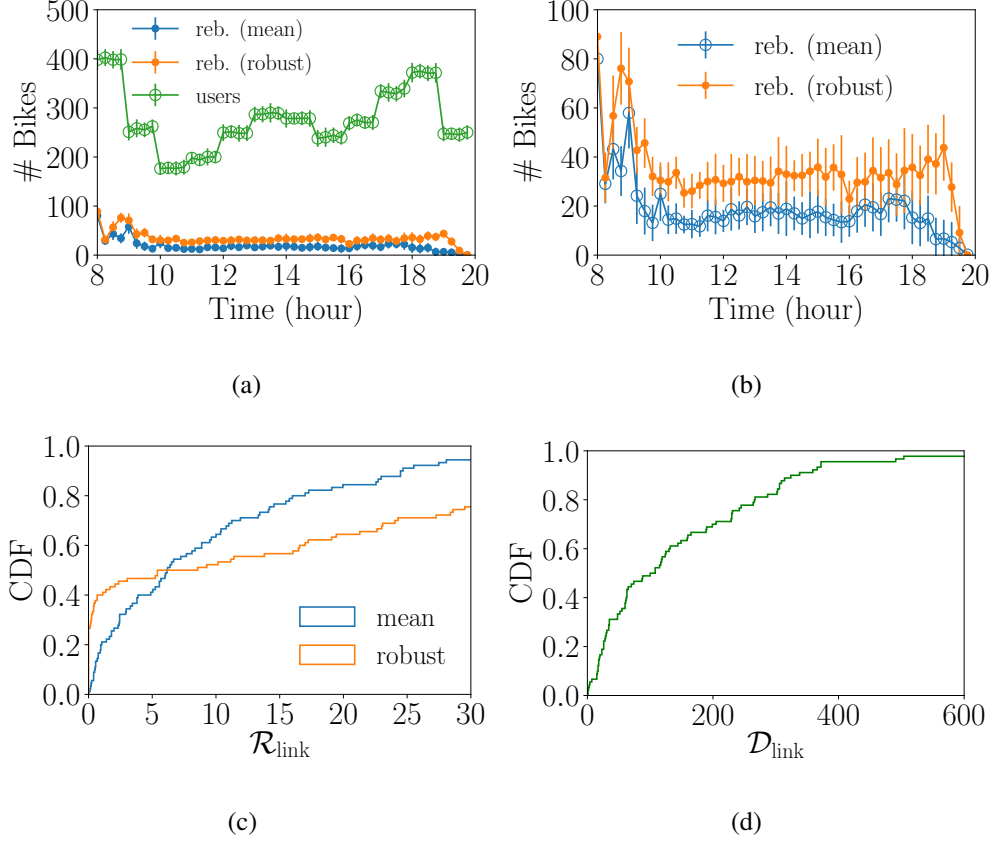 500
400
300
200
100
0
# Bikes
reb. (mean)
reb. (robust)
users
8 10 12 14 16 18 20
Time (hour)
(a)
100
80
60
40
20
0
# Bikes
reb. (mean)
reb. (robust)
8 10 12 14 16 18 20
Time (hour)
(b)
1.0
0.8
0.6
0.4
0.2
0.0
CDF
mean
robust
0 5 10 15 20 25 30
𝓡link
(c)
1.0
0.8
0.6
0.4
0.2
0.0
CDF
0 200 400 600
𝓓link
(d)